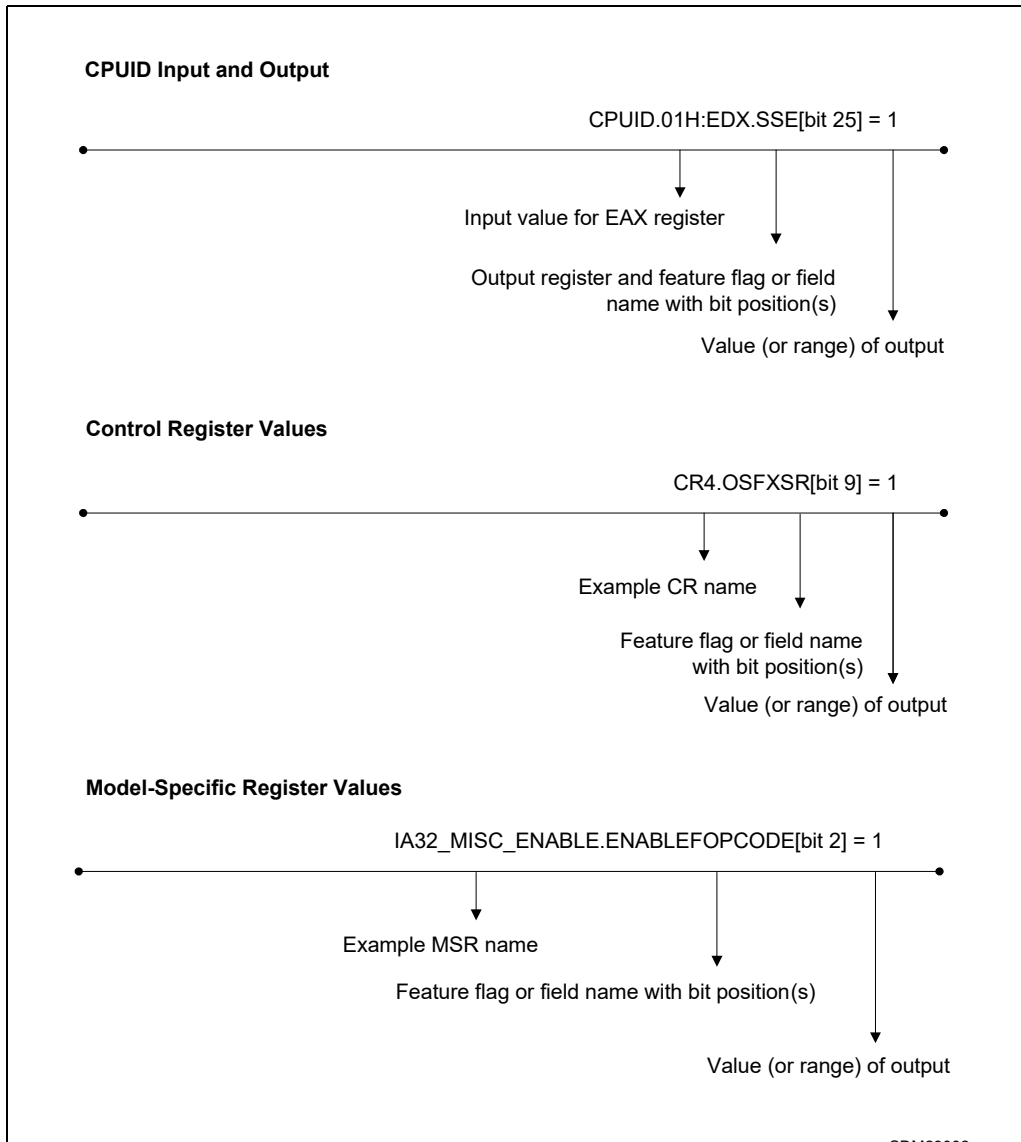 CPUID Input and Output
CPUID.01H:EDX.SSE[bit 25] = 1
Input value for EAX register
Output register and feature flag or field
name with bit position(s)
Value (or range) of output
Control Register Values
CR4.OSFXSR[bit 9] = 1
Example CR name
Feature flag or field name
with bit position(s)
Value (or range) of output
Model-Specific Register Values
IA32_MISC_ENABLE.ENABLEFOPCODE[bit 2] = 1
Example MSR name
Feature flag or field name with bit position(s)
Value (or range) of output